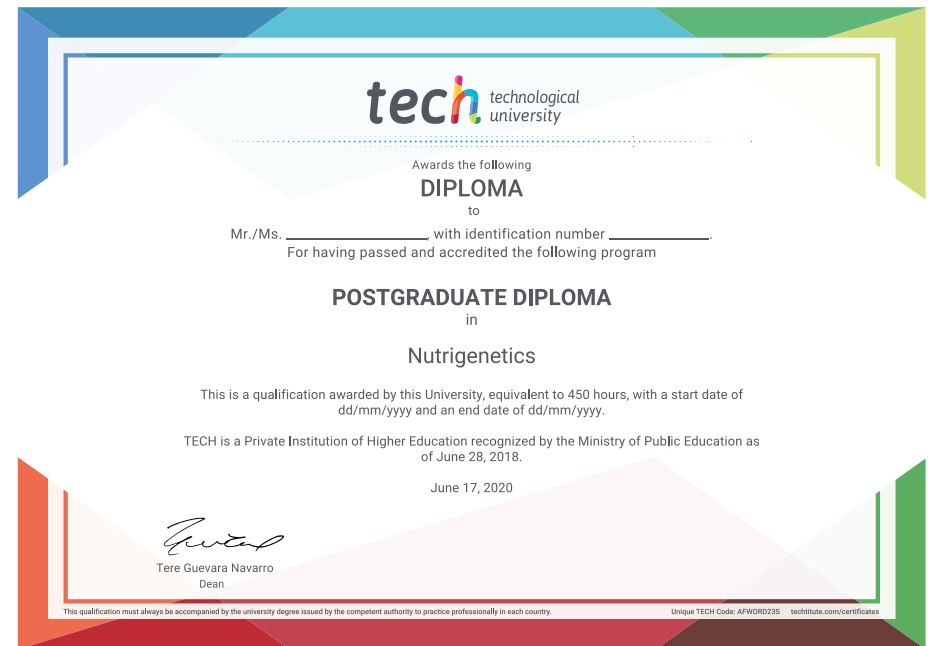 tech technological
university
Awards the following
DIPLOMA
to
Mr./Ms. ____________________, with identification number ______________.
For having passed and accredited the following program
POSTGRADUATE DIPLOMA
in
Nutrigenetics
This is a qualification awarded by this University, equivalent to 450 hours, with a start date of
dd/mm/yyyy and an end date of dd/mm/yyyy.
TECH is a Private Institution of Higher Education recognized by the Ministry of Public Education as
of June 28, 2018.
June 17, 2020
Tere Guevara Navarro
Dean
This qualification must always be accompanied by the university degree issued by the competent authority to practice professionally in each country. Unique TECH Code: AFWORD23S techtitute.com/certificates